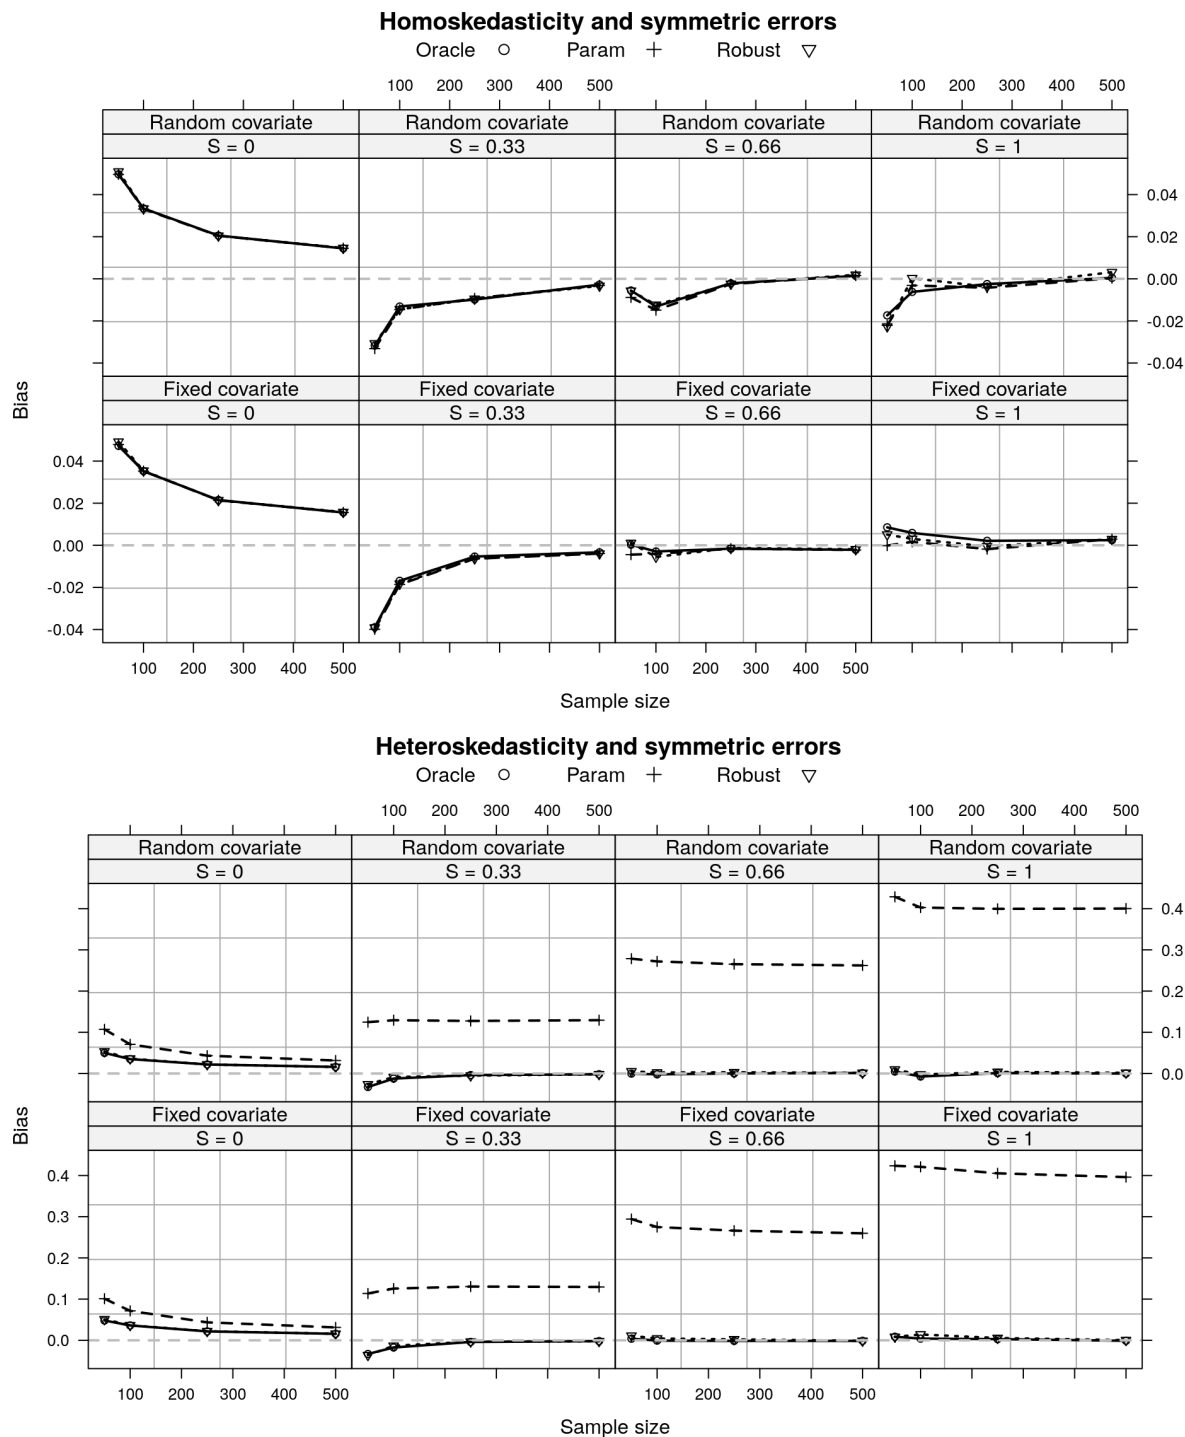 Homoskedasticity and symmetric errors
Oracle Param Robust
100 200 300 400 500 100 200 300 400 500
Random covariate Random covariate Random covariate Random covariate
S = 0 S = 0.33 S = 0.66 S = 1
0.04
0.02
0.00
-0.02
-0.04
Bias
Fixed covariate Fixed covariate Fixed covariate Fixed covariate
S = 0 S = 0.33 S = 0.66 S = 1
0.04
0.02
0.00
-0.02
-0.04
100 200 300 400 500 100 200 300 400 500
Sample size
Heteroskedasticity and symmetric errors
Oracle Param Robust
100 200 300 400 500 100 200 300 400 500
Random covariate Random covariate Random covariate Random covariate
S = 0 S = 0.33 S = 0.66 S = 1
0.4
0.3
0.2
0.1
0.0
Bias
Fixed covariate Fixed covariate Fixed covariate Fixed covariate
S = 0 S = 0.33 S = 0.66 S = 1
0.4
0.3
0.2
0.1
0.0
100 200 300 400 500 100 200 300 400 500
Sample size